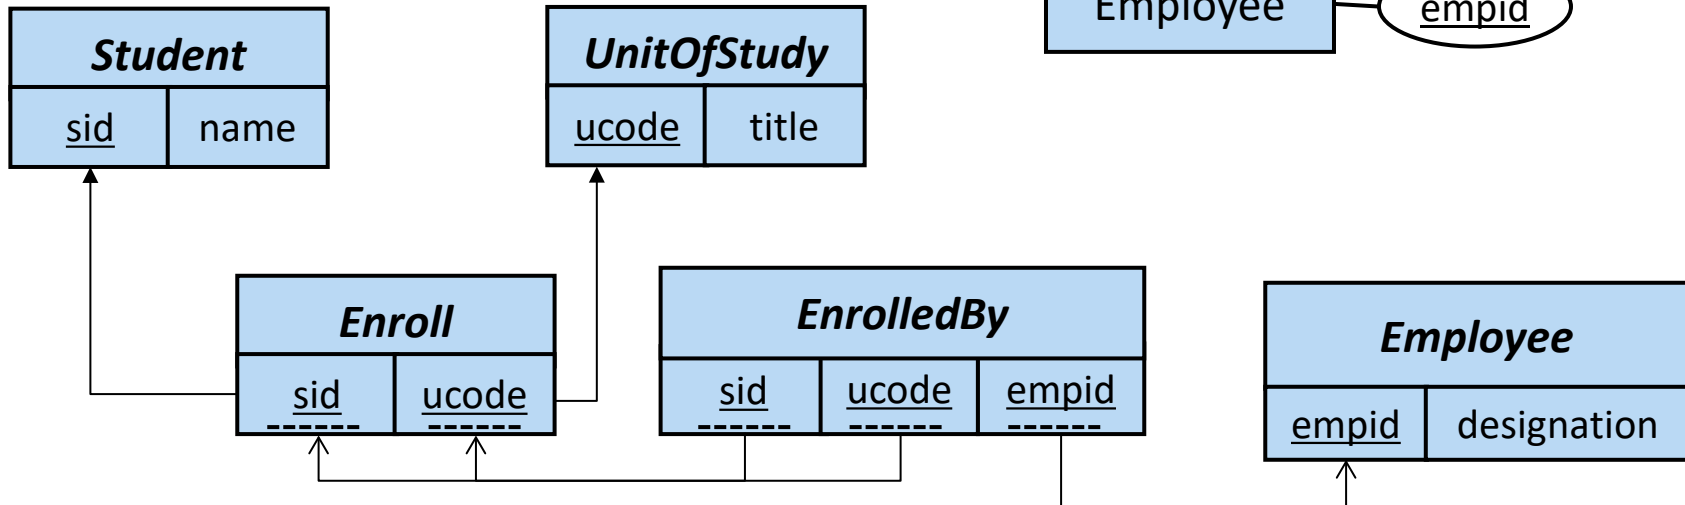 Employee
empid
Student
UnitOfStudy
sid name
ucode title
Enroll
EnrolledBy
Employee
sid ucode
sid ucode empid
empid designation